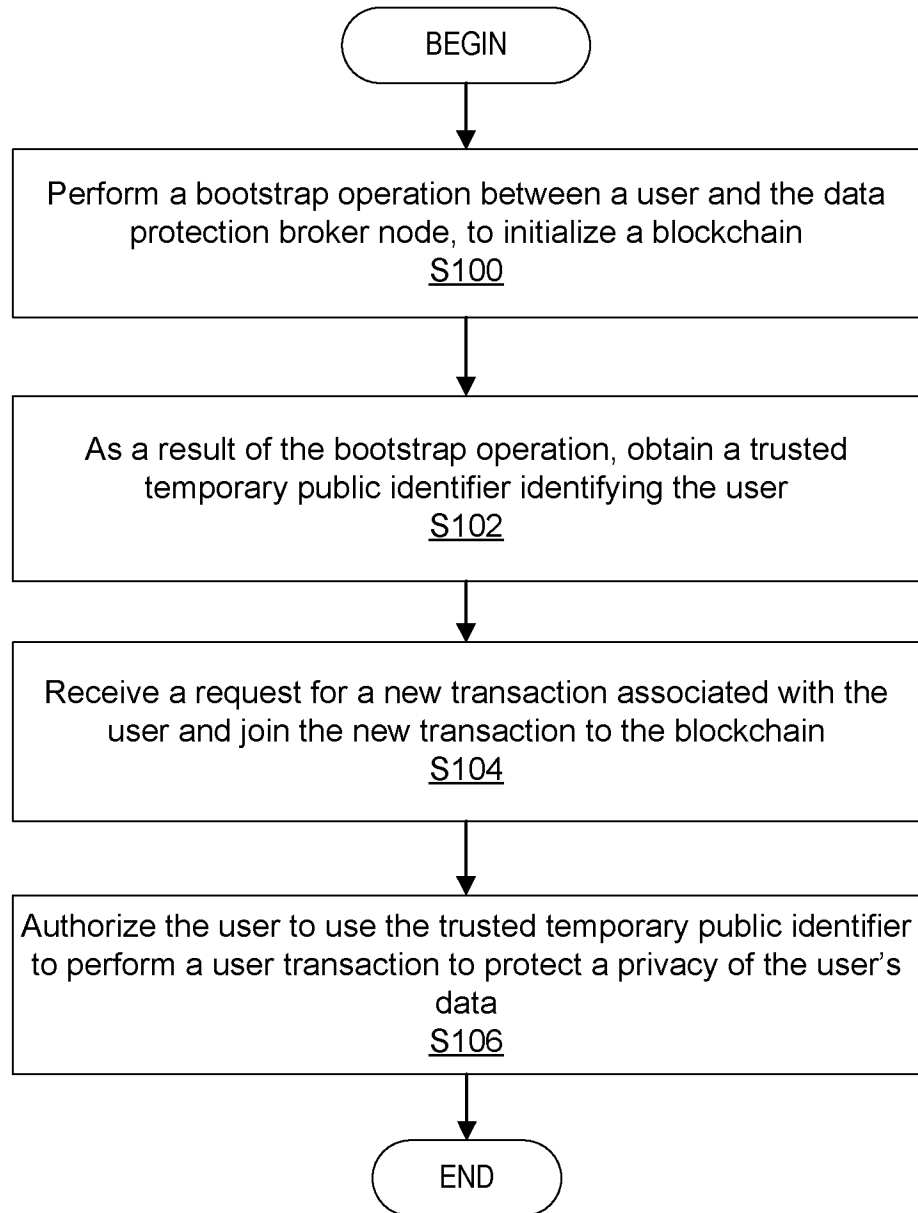 BEGIN
Perform a bootstrap operation between a user and the data
protection broker node, to initialize a blockchain
S100
As a result of the bootstrap operation, obtain a trusted
temporary public identifier identifying the user
S102
Receive a request for a new transaction associated with the
user and join the new transaction to the blockchain
S104
Authorize the user to use the trusted temporary public identifier
to perform a user transaction to protect a privacy of the user’s
data
S106
END